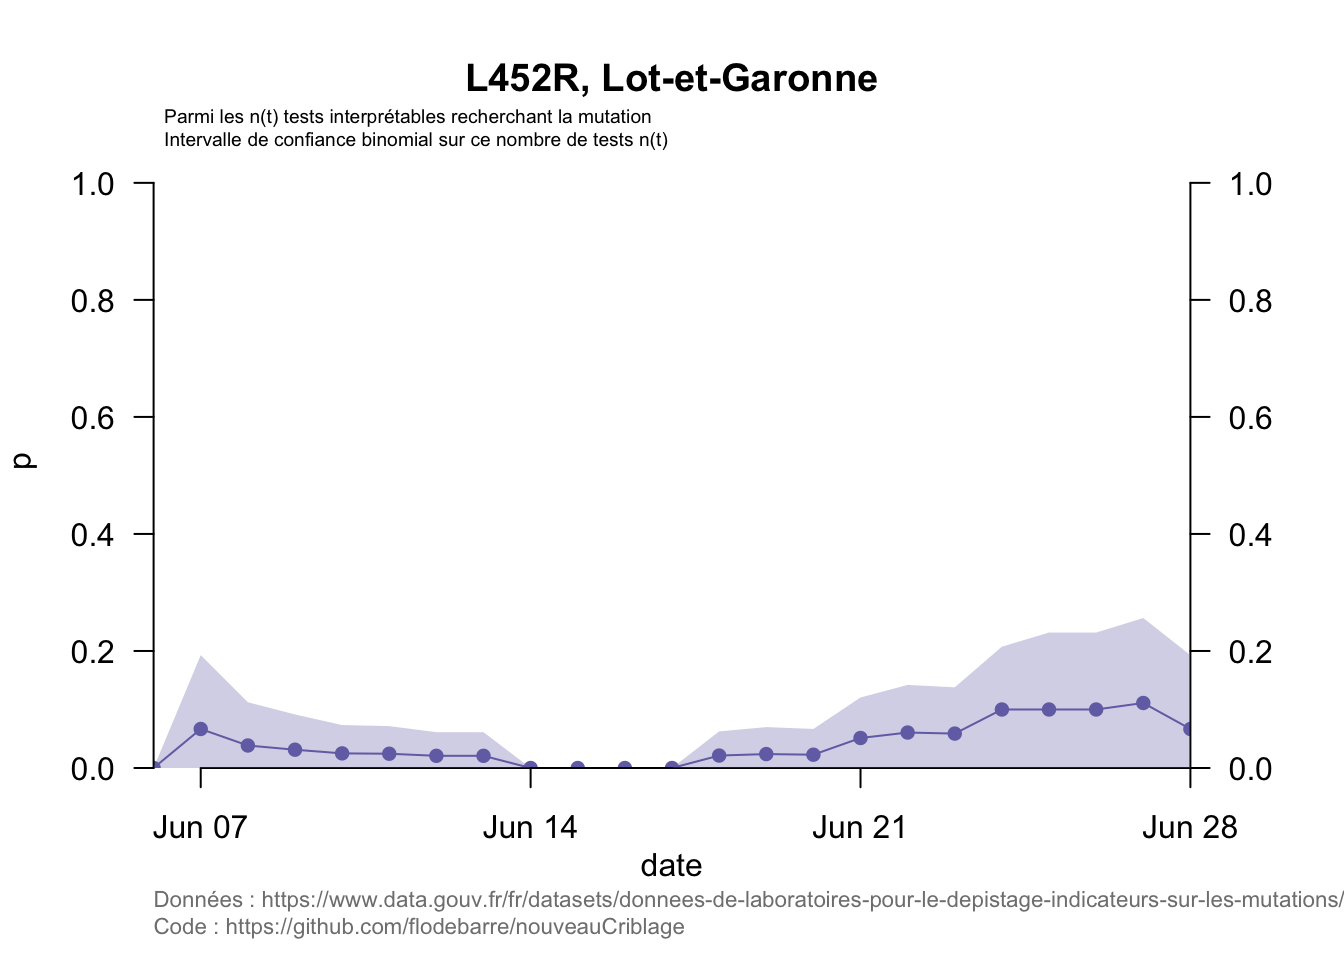 L452R, Lot-et-Garonne
Parmi les n(t) tests interprétables recherchant la mutation
Intervalle de confiance binomial sur ce nombre de tests n(t)
1.0 1.0
0.8 0.8
0.6 0.6
p
0.4 0.4
0.2 0.2
0.0 0.0
Jun 07 Jun 14 Jun 21 Jun 28
date
Données : https://www.data.gouv.fr/fr/datasets/donnees-de-laboratoires-pour-le-depistage-indicateurs-sur-les-mutations/
Code : https://github.com/flodebarre/nouveauCriblage